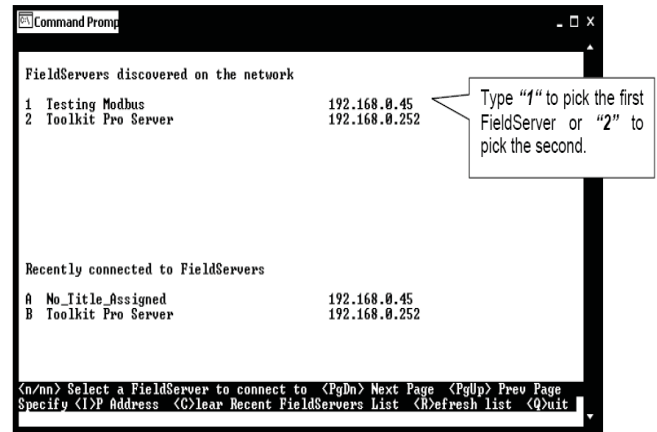 Command Promp
FieldServers discovered on the network
1 Testing Modbus 192.168.0.45
2 Toolkit Pro Server 192.168.0.252
Type “1” to pick the first
FieldServer or “2” to
pick the second.
Recently connected to FieldServers
A No_Title_Assigned 192.168.0.45
B Toolkit Pro Server 192.168.0.252
<n/nn> Select a FieldServer to connect to <PgDn> Next Page <PgUp> Prev Page
Specify <I>P Address <C>lear Recent FieldServers List <R>efresh list <Q>uit